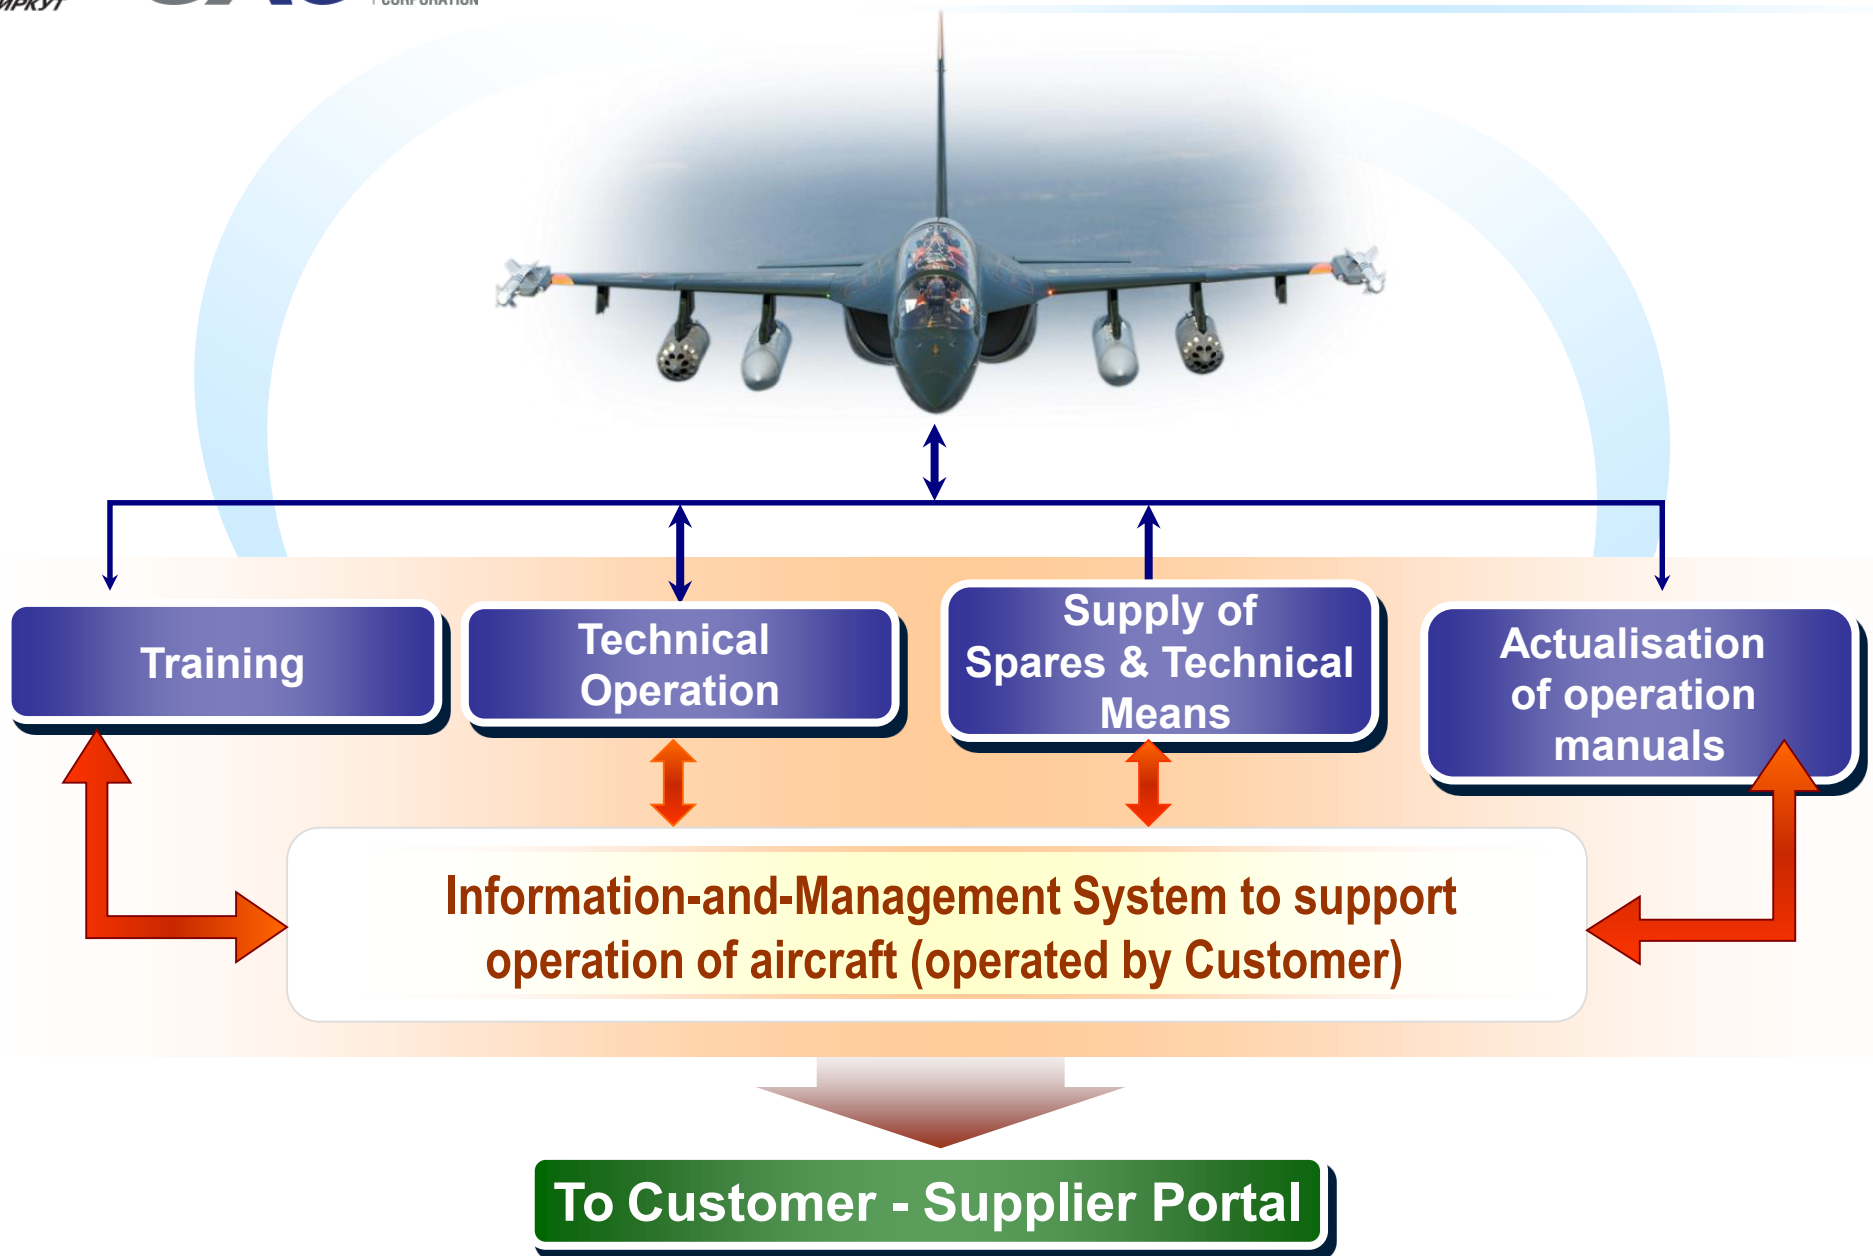 CORPORATION
Training
Technical
Operation
Supply of
Spares & Technical
Means
Actualisation
of operation
manuals
Information-and-Management System to support
operation of aircraft (operated by Customer)
To Customer - Supplier Portal